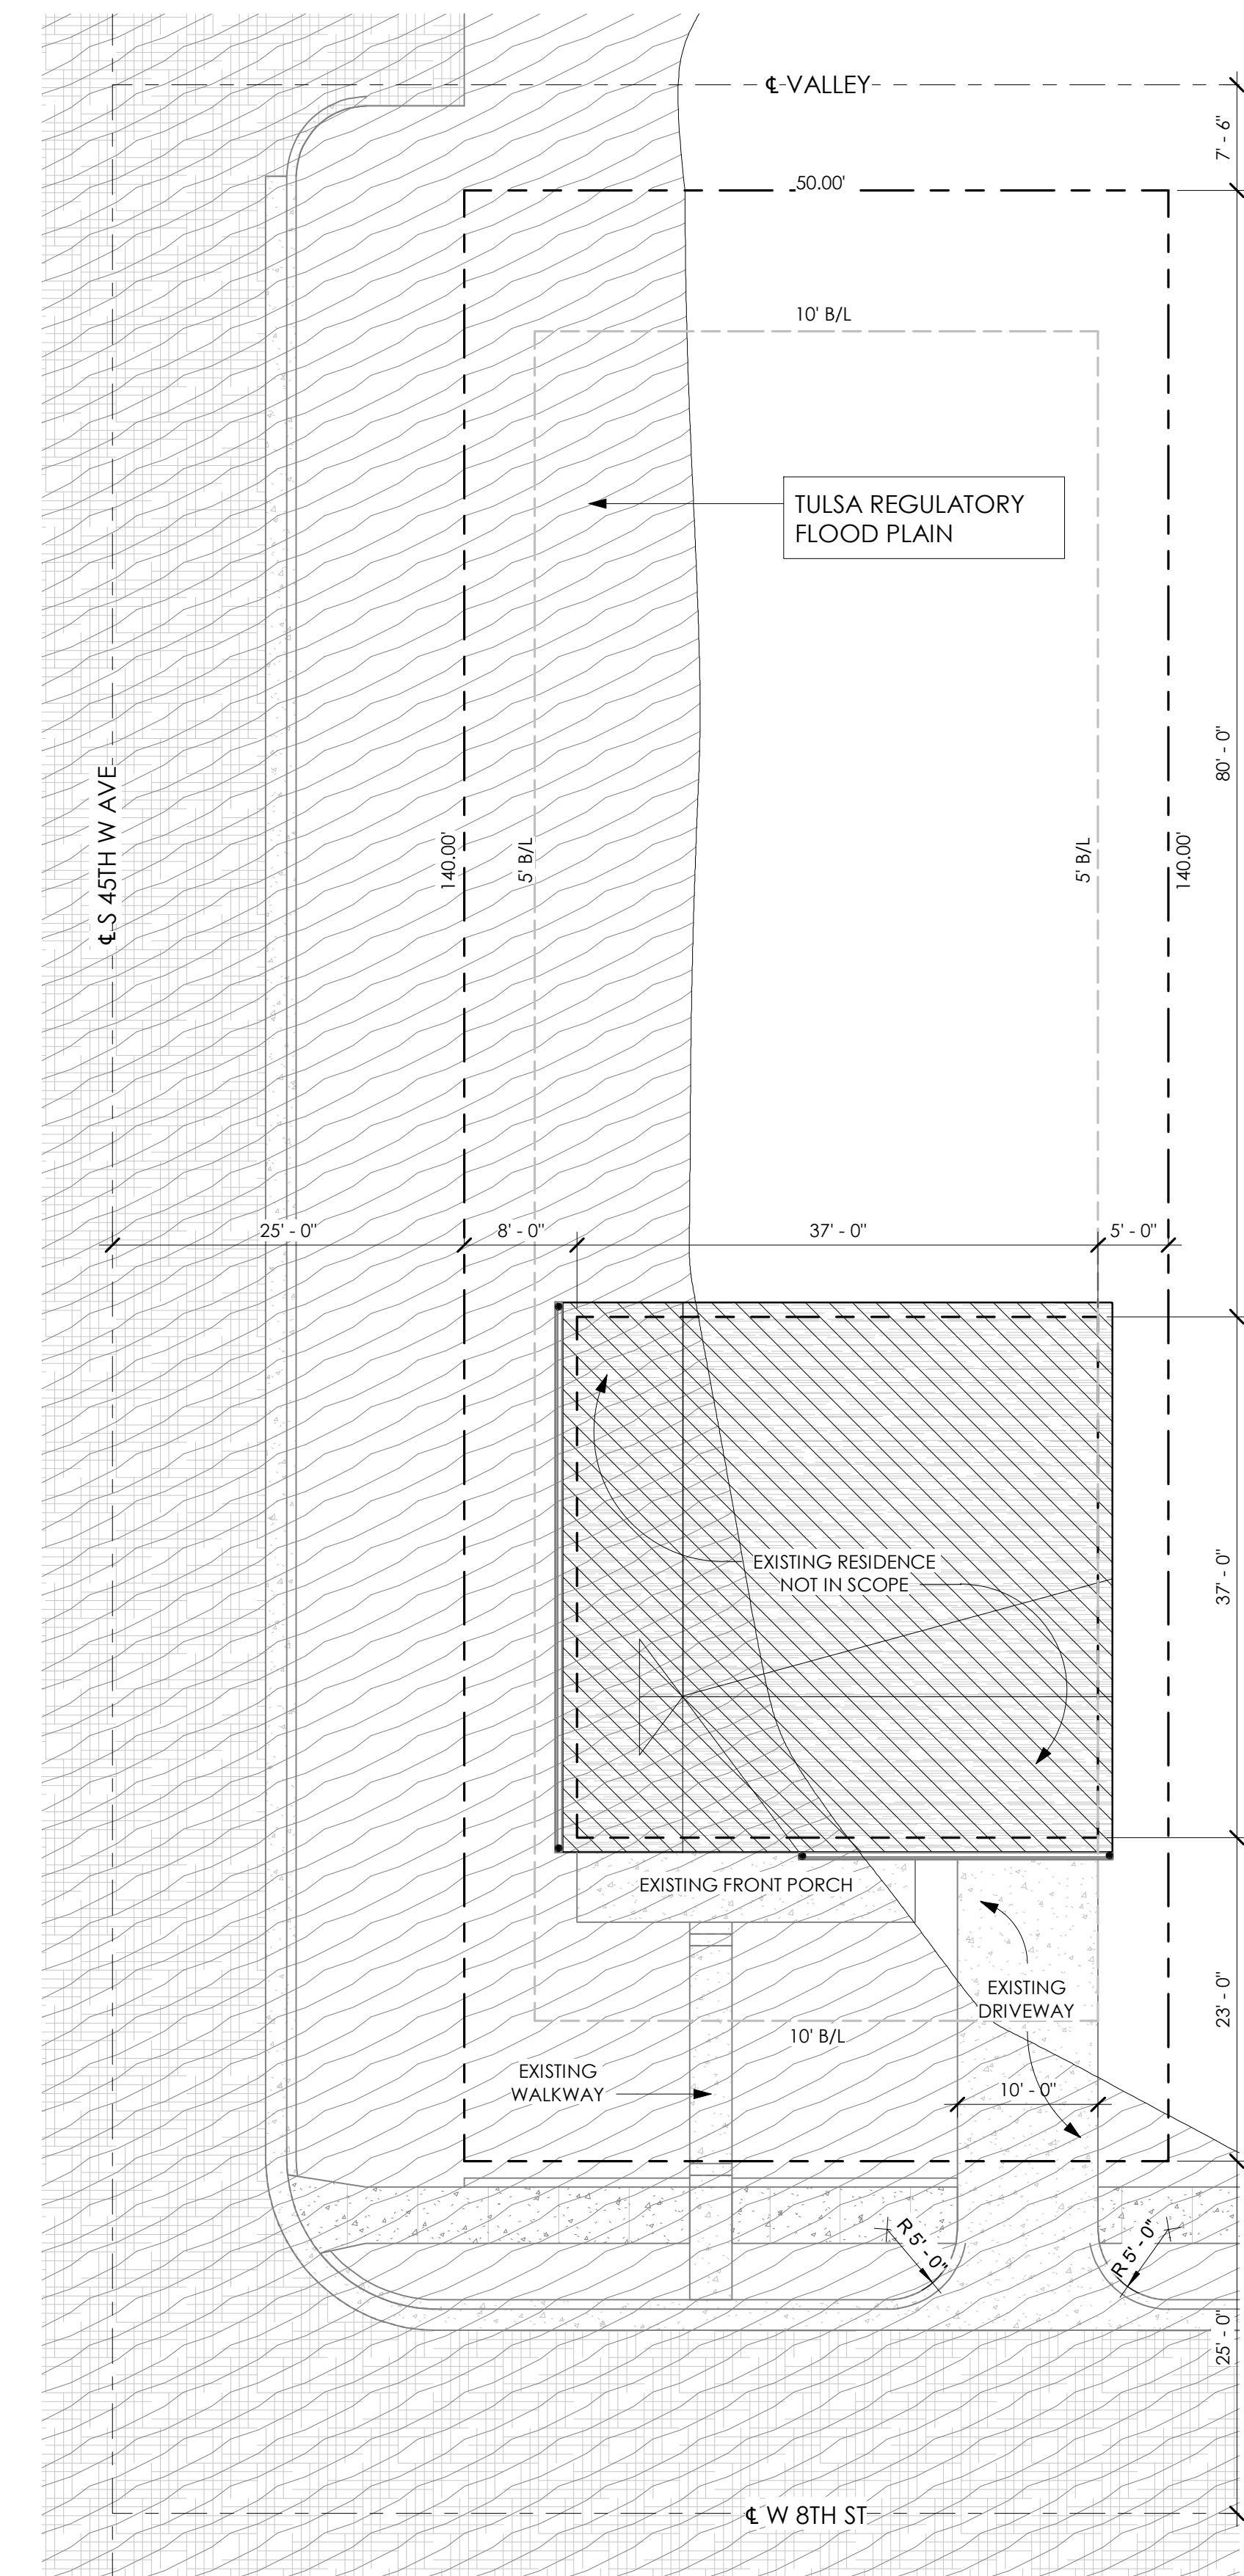 ℄ VALLEY
7' - 6"
50.00'
10' B/L
TULSA REGULATORY
FLOOD PLAIN
80' - 0"
℄ S 45TH W AVE
140.00'
5' B/L
5' B/L
140.00'
25' - 0"
8' - 0"
37' - 0"
5' - 0"
EXISTING RESIDENCE
NOT IN SCOPE
37' - 0"
EXISTING FRONT PORCH
EXISTING
DRIVEWAY
23' - 0"
10' B/L
EXISTING
WALKWAY
10' - 0"
R 5' - 0"
R 5' - 0"
25' - 0"
℄ W 8TH ST